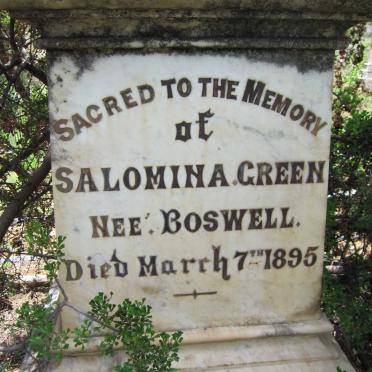 SACRED TO THE MEMORY
of
SALOMINA. GREEN
NEE'. BOSWELL.
Died March 7TH 1895